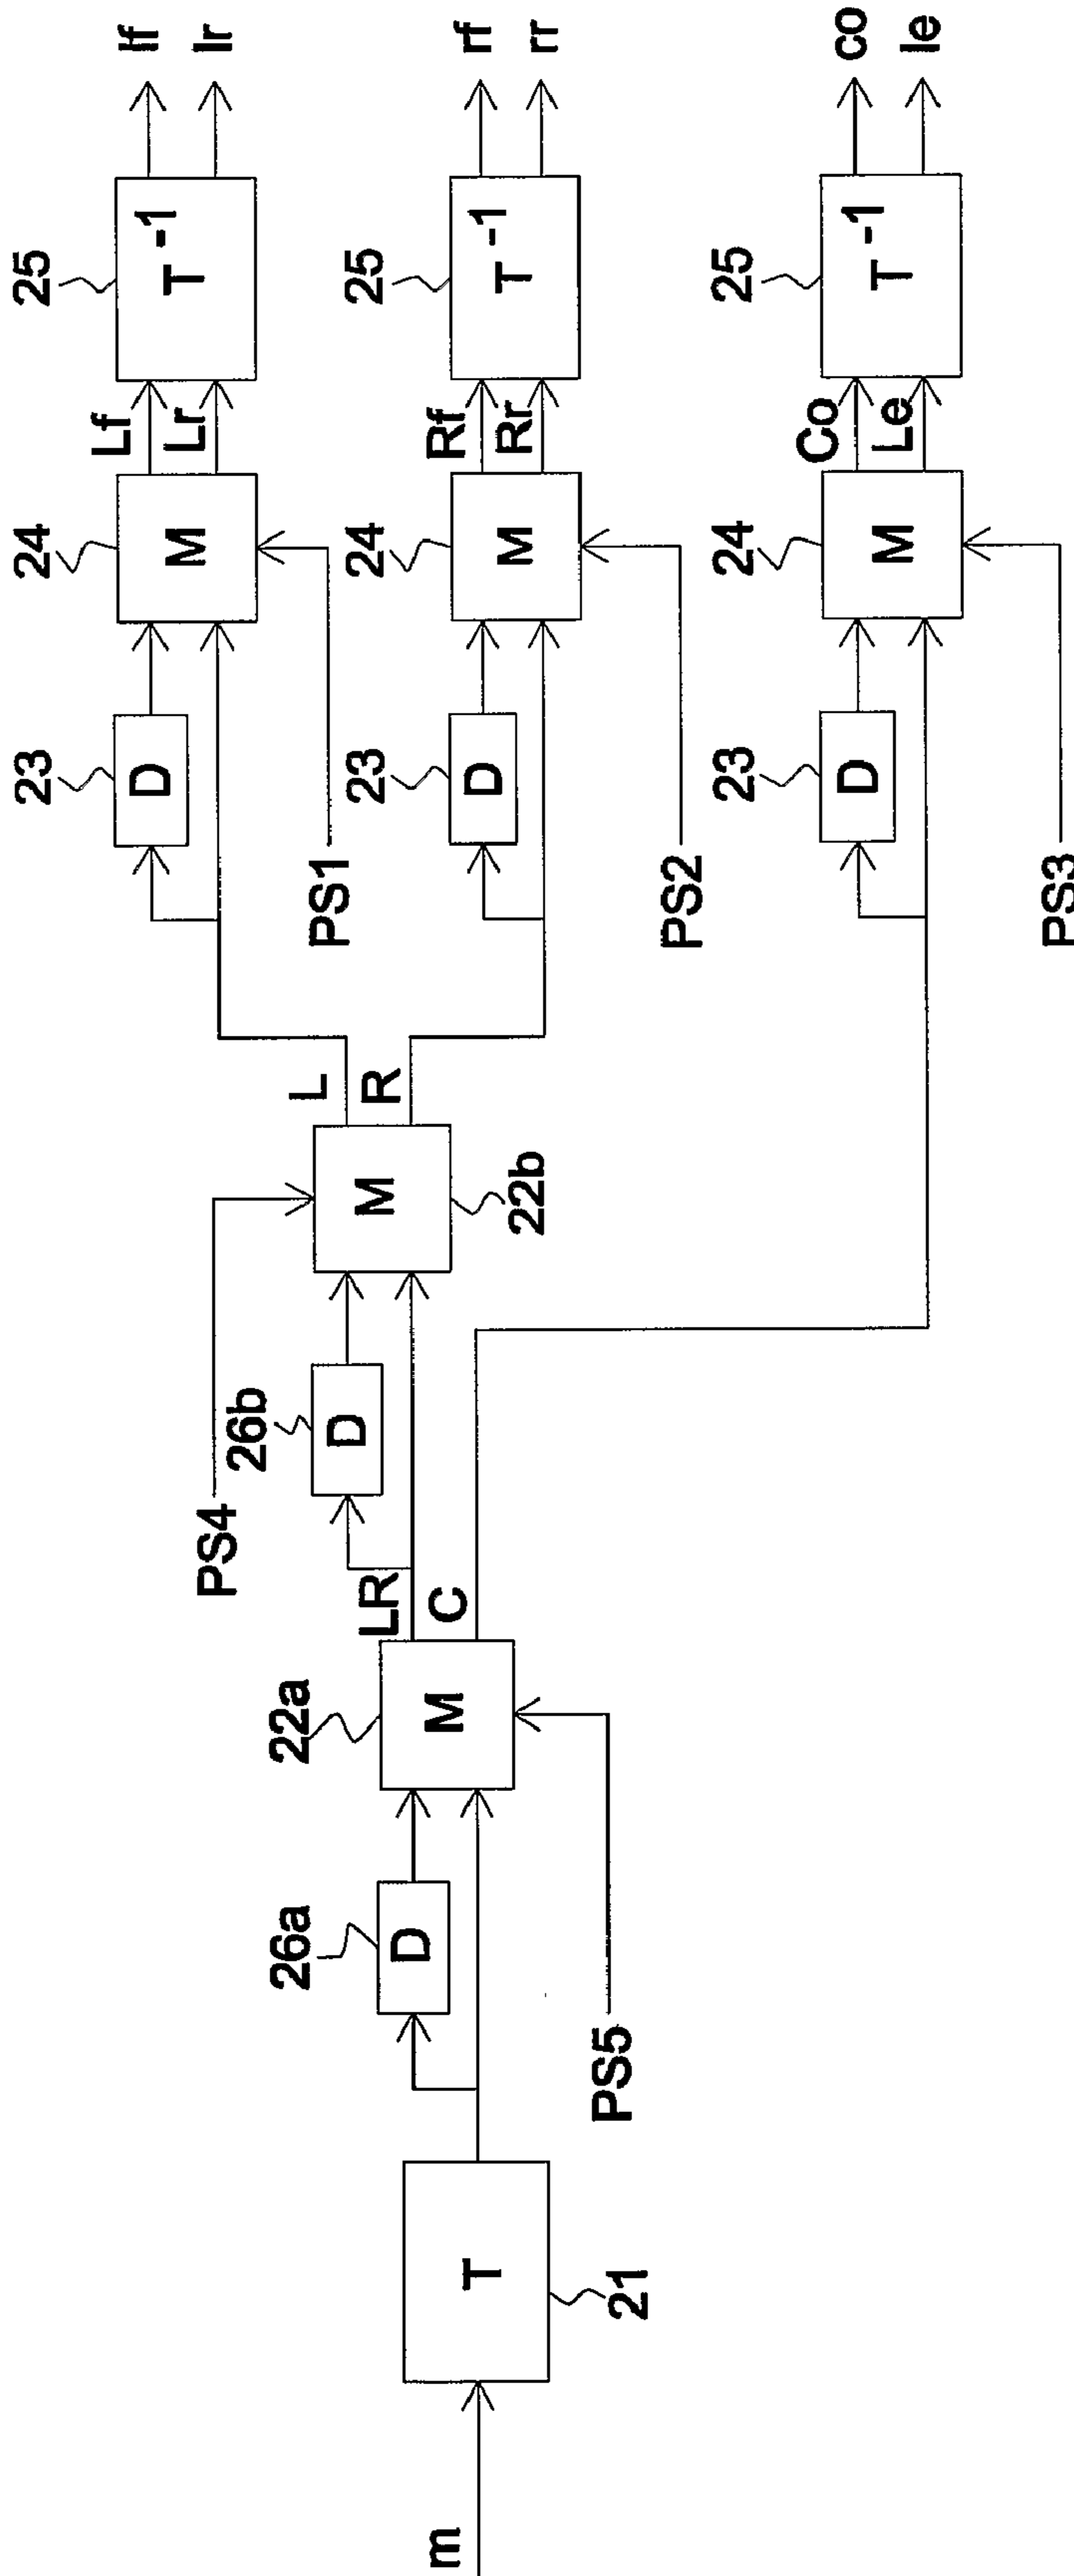 m
T
21
26a
D
PS5
22a
M
LR
C
PS4
26b
D
M
22b
L
R
23
D
PS1
24
M
Lf
Lr
25
T -1
lf
lr
23
D
PS2
24
M
Rf
Rr
25
T -1
rf
rr
23
D
PS3
24
M
Co
Le
25
T -1
co
le